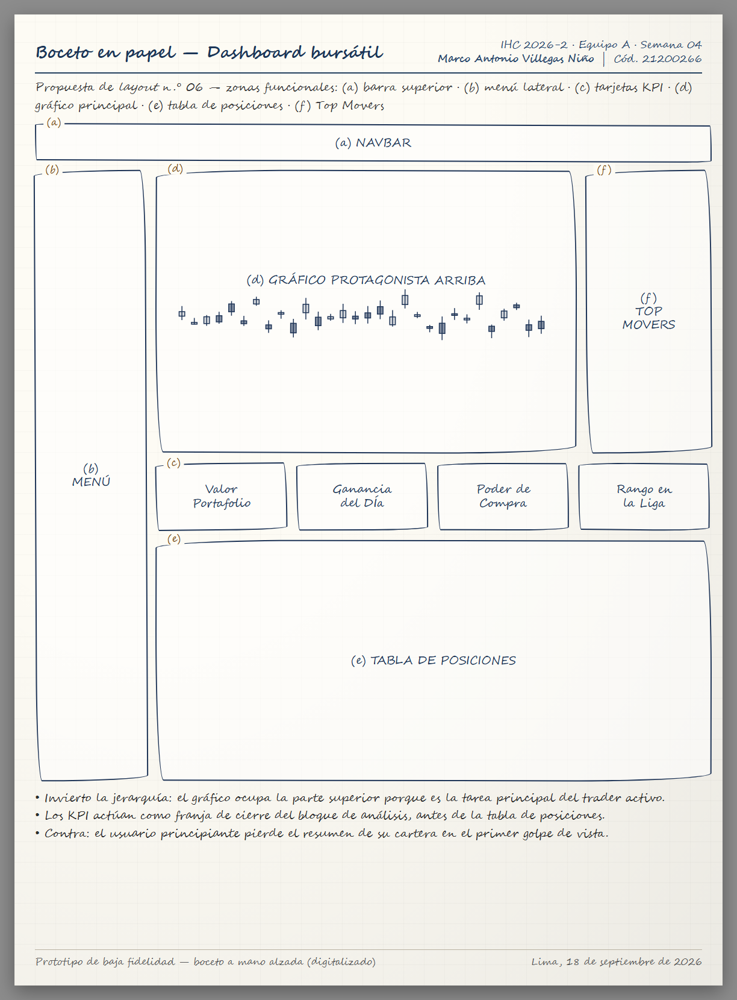 Boceto en papel — Dashboard bursátil
IHC 2026-2 · Equipo A · Semana 04
Marco Antonio Villegas Niño | Cód. 21200266
Propuesta de layout n.° 06 — zonas funcionales: (a) barra superior · (b) menú lateral · (c) tarjetas KPI · (d)
gráfico principal · (e) tabla de posiciones · (f) Top Movers
(a)
(a) NAVBAR
(b)
(b)
MENÚ
(d)
(d) GRÁFICO PROTAGONISTA ARRIBA
(f)
(f)
TOP
MOVERS
(c)
Valor
Portafolio
Ganancia
del Día
Poder de
Compra
Rango en
la Liga
(e)
(e) TABLA DE POSICIONES
• Invierto la jerarquía: el gráfico ocupa la parte superior porque es la tarea principal del trader activo.
• Los KPI actúan como franja de cierre del bloque de análisis, antes de la tabla de posiciones.
• Contra: el usuario principiante pierde el resumen de su cartera en el primer golpe de vista.
Prototipo de baja fidelidad — boceto a mano alzada (digitalizado)
Lima, 18 de septiembre de 2026